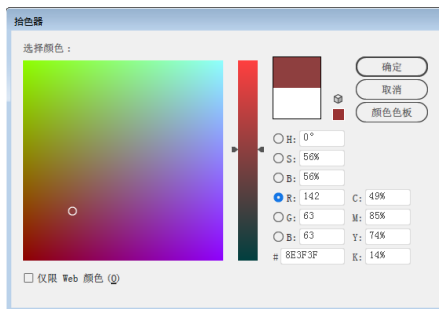 拾色器
选择颜色：
确定
取消
颜色色板
H: 0°
S: 56%
B: 56%
R: 142 C: 49%
G: 63 M: 85%
B: 63 Y: 74%
# 8E3F3F K: 14%
仅限 Web 颜色 (O)